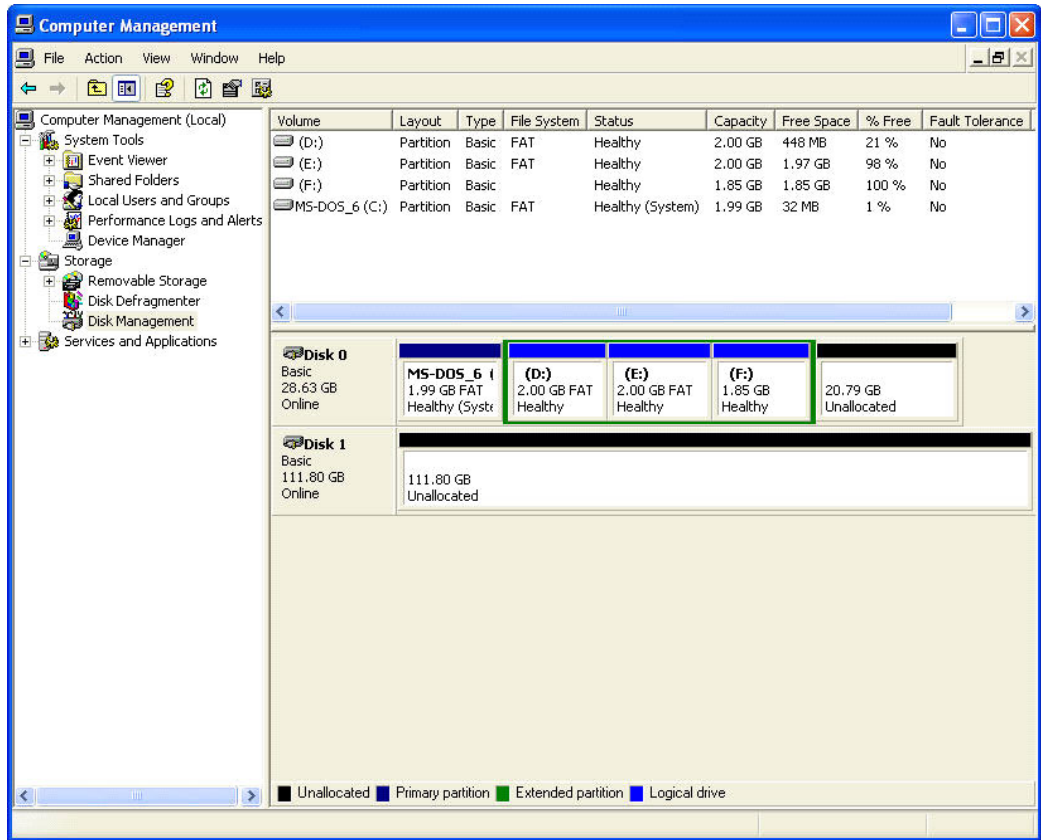 Computer Management
File Action View Window Help
Computer Management (Local)
System Tools
Event Viewer
Shared Folders
Local Users and Groups
Performance Logs and Alerts
Device Manager
Storage
Removable Storage
Disk Defragmenter
Disk Management
Services and Applications
Volume Layout Type File System Status Capacity Free Space % Free Fault Tolerance
(D:) Partition Basic FAT Healthy 2.00 GB 448 MB 21 % No
(E:) Partition Basic FAT Healthy 2.00 GB 1.97 GB 98 % No
(F:) Partition Basic Healthy 1.85 GB 1.85 GB 100 % No
MS-DOS_6 (C:) Partition Basic FAT Healthy (System) 1.99 GB 32 MB 1 % No
Disk 0
Basic
28.63 GB
Online
MS-DOS_6 (
1.99 GB FAT
Healthy (Syste
(D:)
2.00 GB FAT
Healthy
(E:)
2.00 GB FAT
Healthy
(F:)
1.85 GB
Healthy
20.79 GB
Unallocated
Disk 1
Basic
111.80 GB
Online
111.80 GB
Unallocated
Unallocated Primary partition Extended partition Logical drive